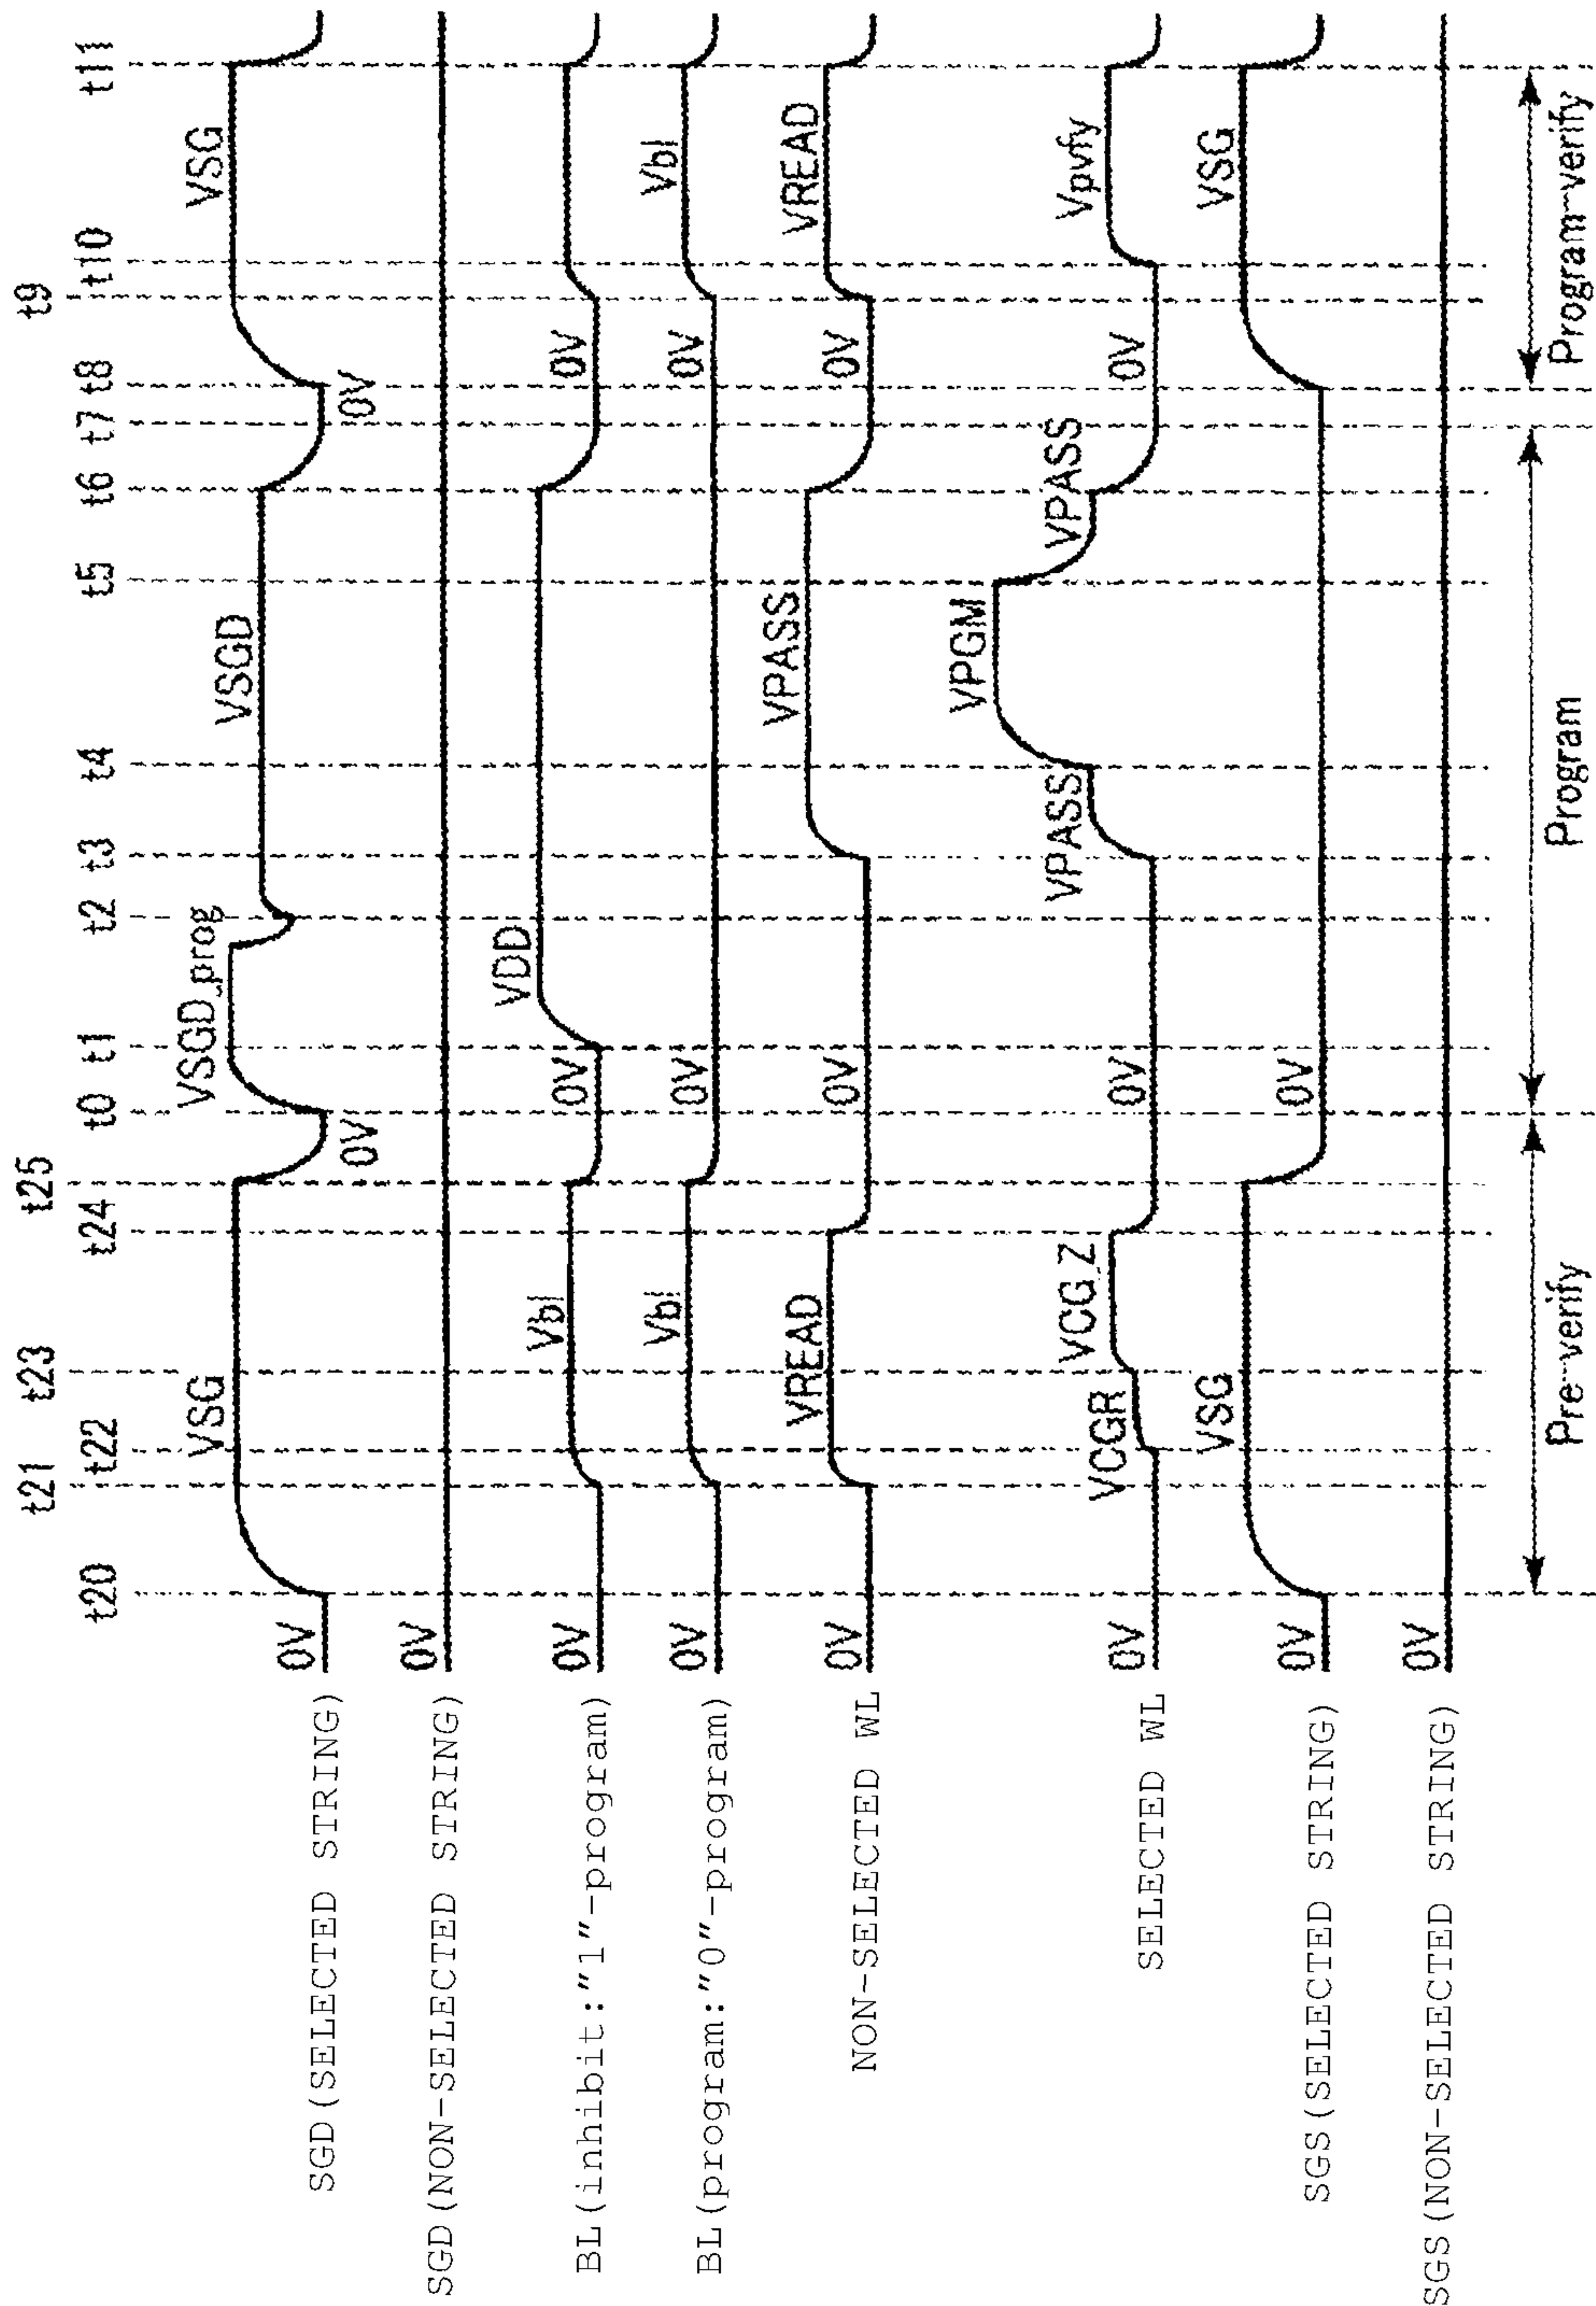 t20 t21 t22 t23 t24 t25 t0 t1 t2 t3 t4 t5 t6 t7 t8 t9 t10 t11
SGD(SELECTED STRING) 0V VSG 0V VSGD_prog VSGD 0V VSG
SGD(NON-SELECTED STRING) 0V
BL(inhibit:"1"-program) 0V Vbl 0V VDD 0V
BL(program:"0"-program) 0V Vbl 0V 0V Vbl
NON-SELECTED WL 0V VREAD 0V VPASS 0V VREAD
SELECTED WL 0V VCGR VCG Z 0V VPASS VPGM VPASS 0V Vpvfy
SGS(SELECTED STRING) 0V VSG 0V VSG
SGS(NON-SELECTED STRING) 0V
Pre-verify Program Program-verify